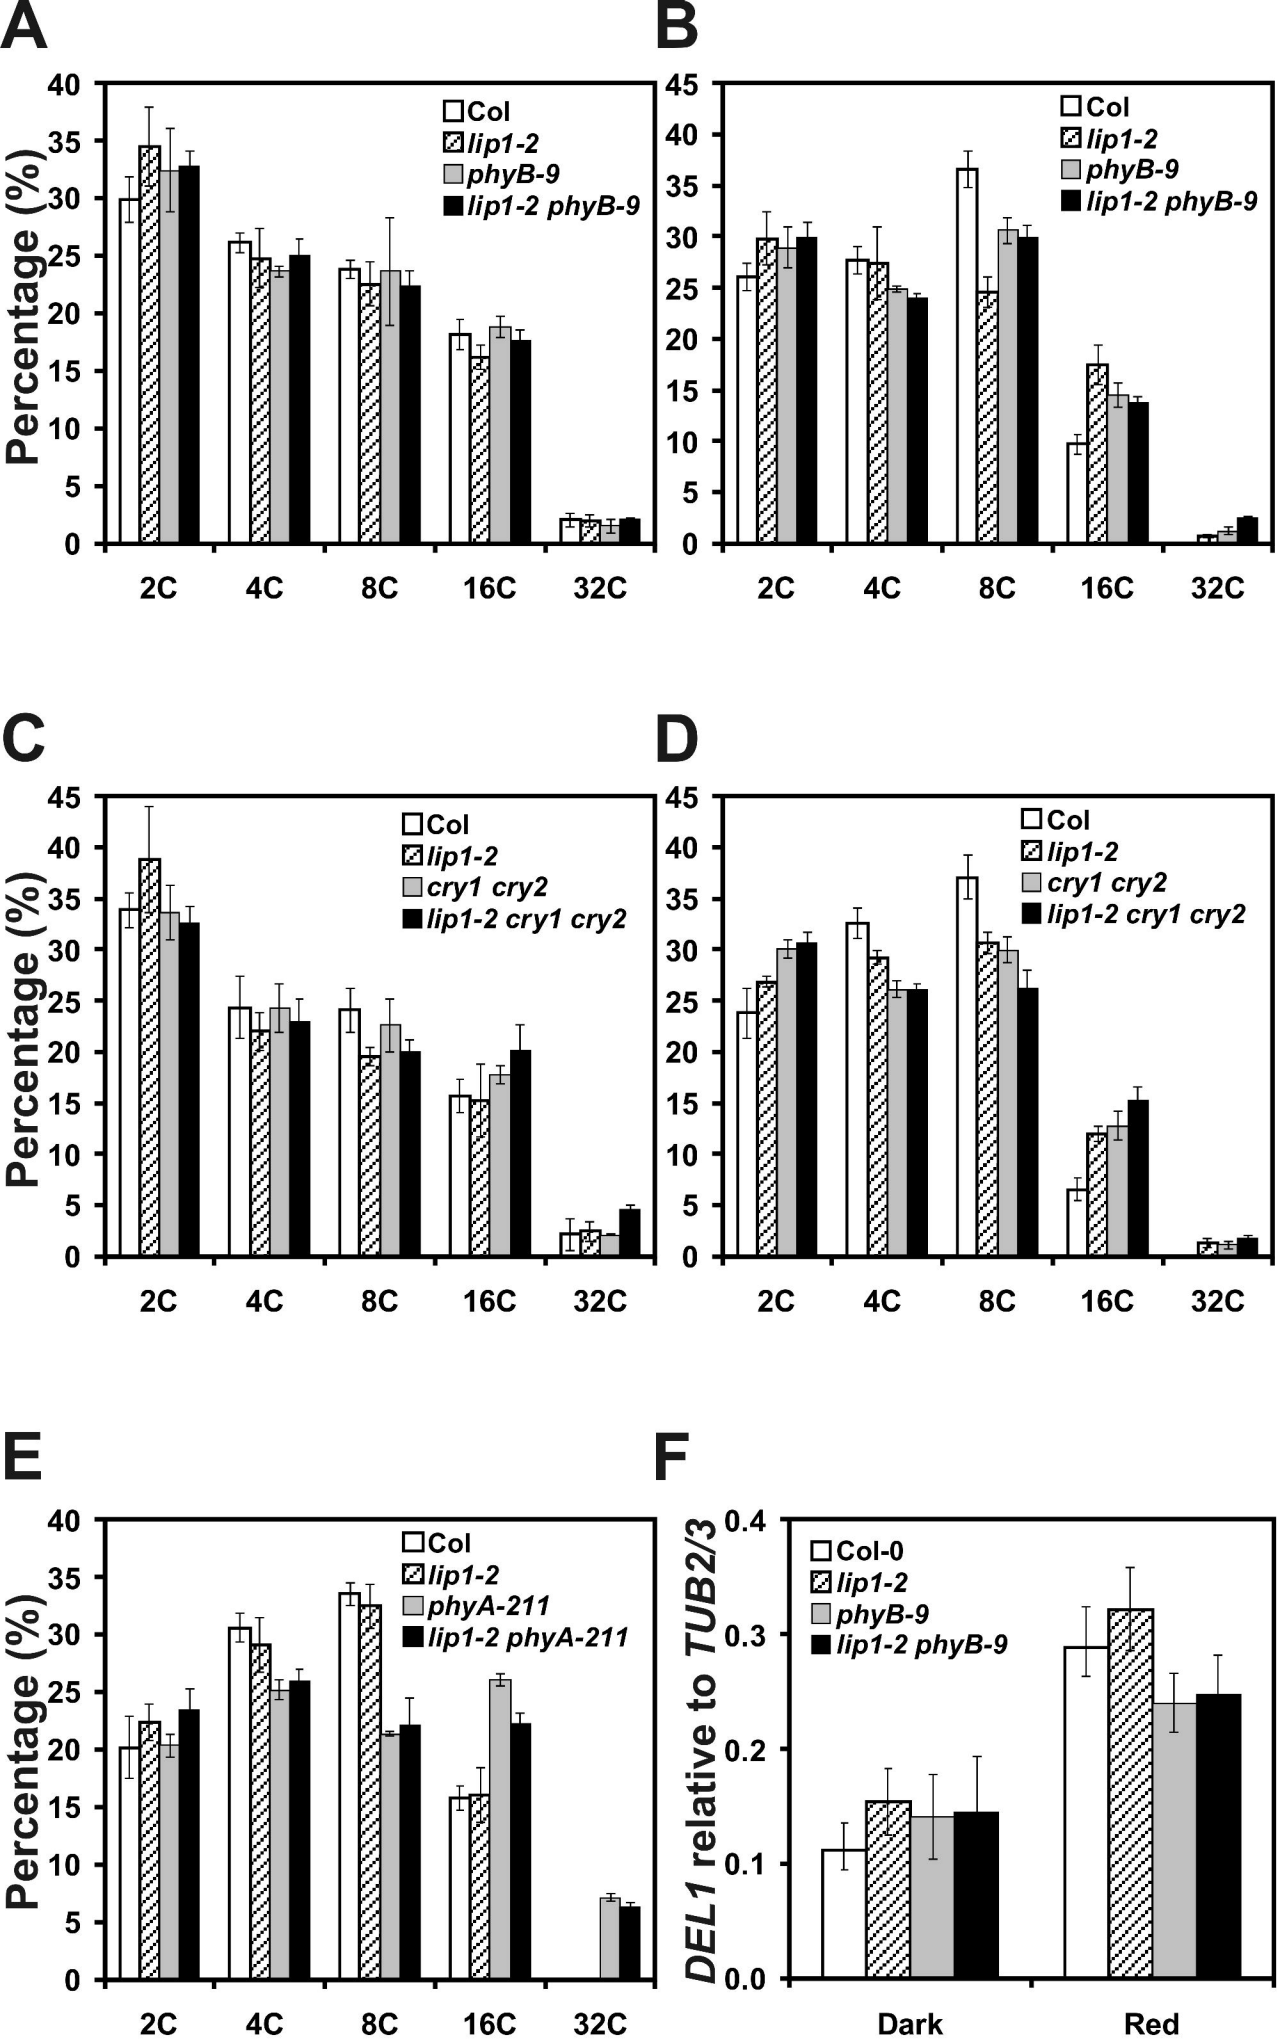 A
Percentage (%)
40
35
30
25
20
15
10
5
0
Col
lip1-2
phyB-9
lip1-2 phyB-9
2C 4C 8C 16C 32C
B
45
40
35
30
25
20
15
10
5
0
Col
lip1-2
phyB-9
lip1-2 phyB-9
2C 4C 8C 16C 32C
C
Percentage (%)
45
40
35
30
25
20
15
10
5
0
Col
lip1-2
cry1 cry2
lip1-2 cry1 cry2
2C 4C 8C 16C 32C
D
45
40
35
30
25
20
15
10
5
0
Col
lip1-2
cry1 cry2
lip1-2 cry1 cry2
2C 4C 8C 16C 32C
E
Percentage (%)
40
35
30
25
20
15
10
5
0
Col
lip1-2
phyA-211
lip1-2 phyA-211
2C 4C 8C 16C 32C
F
DEL1 relative to TUB2/3
0.4
0.3
0.2
0.1
0.0
Col-0
lip1-2
phyB-9
lip1-2 phyB-9
Dark Red